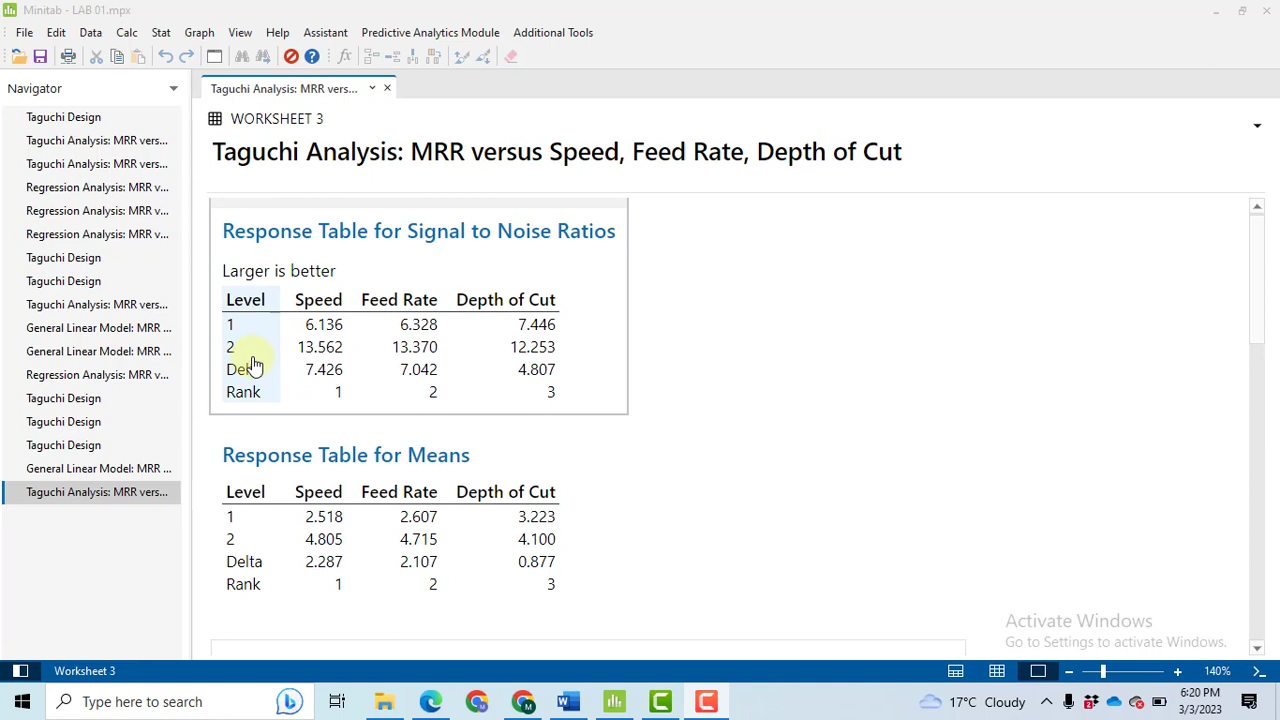 Minitab - LAB 01.mpx
File Edit Data Calc Stat Graph View Help Assistant Predictive Analytics Module Additional Tools
Navigator
Taguchi Analysis: MRR vers...
Taguchi Design
Taguchi Analysis: MRR vers...
Taguchi Analysis: MRR vers...
Regression Analysis: MRR v...
Regression Analysis: MRR v...
Regression Analysis: MRR v...
Taguchi Design
Taguchi Design
Taguchi Analysis: MRR vers...
General Linear Model: MRR ...
General Linear Model: MRR ...
Regression Analysis: MRR v...
Taguchi Design
Taguchi Design
Taguchi Design
General Linear Model: MRR ...
Taguchi Analysis: MRR vers...
WORKSHEET 3
Taguchi Analysis: MRR versus Speed, Feed Rate, Depth of Cut
Response Table for Signal to Noise Ratios
Larger is better
Level Speed Feed Rate Depth of Cut
1 6.136 6.328 7.446
2 13.562 13.370 12.253
7.426 7.042 4.807
Rank 1 2 3
Response Table for Means
Level Speed Feed Rate Depth of Cut
1 2.518 2.607 3.223
2 4.805 4.715 4.100
Delta 2.287 2.107 0.877
Rank 1 2 3
Activate Windows
Go to Settings to activate Windows.
Worksheet 3
140%
Type here to search
17°C Cloudy
6:20 PM
3/3/2023